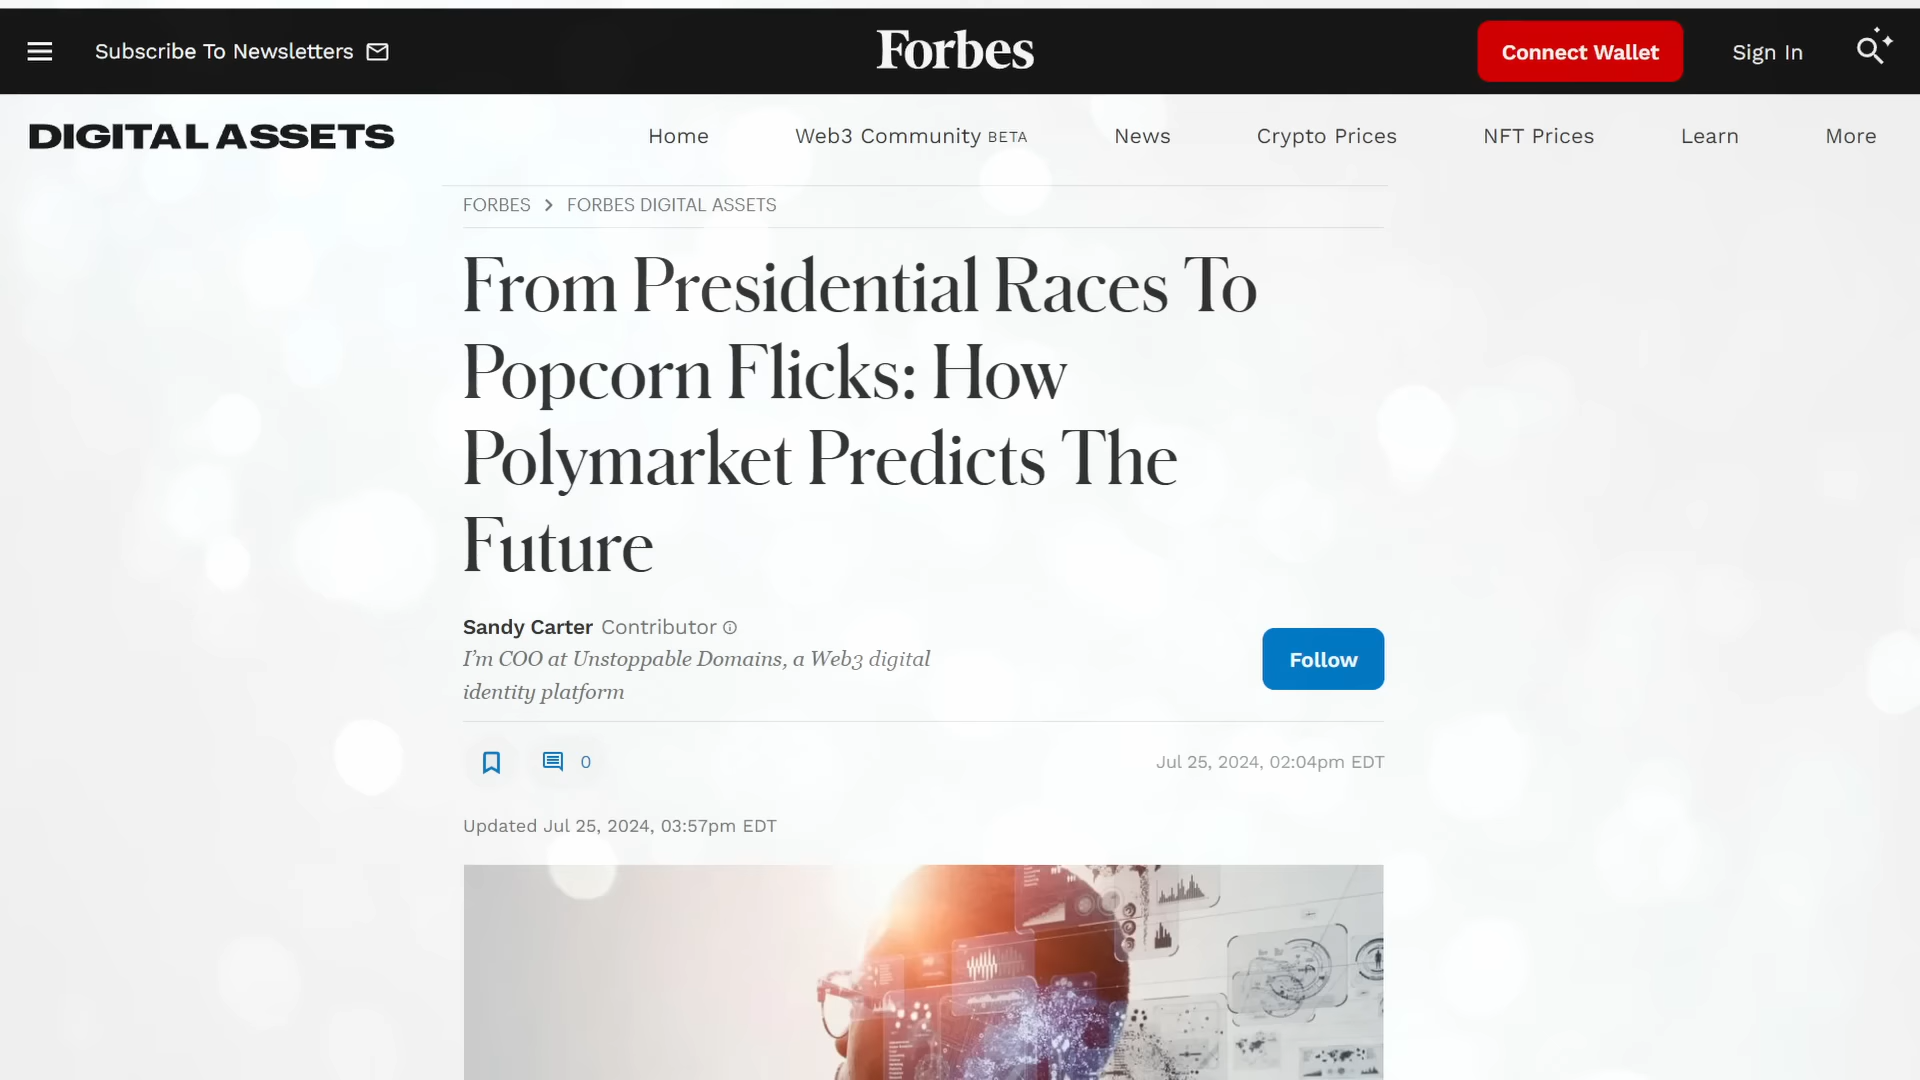 Subscribe To Newsletters
Forbes
Connect Wallet
Sign In
DIGITAL ASSETS
Home
Web3 Community BETA
News
Crypto Prices
NFT Prices
Learn
More
FORBES > FORBES DIGITAL ASSETS
From Presidential Races To
Popcorn Flicks: How
Polymarket Predicts The
Future
Sandy Carter Contributor
I'm COO at Unstoppable Domains, a Web3 digital
identity platform
Follow
0
Jul 25, 2024, 02:04pm EDT
Updated Jul 25, 2024, 03:57pm EDT